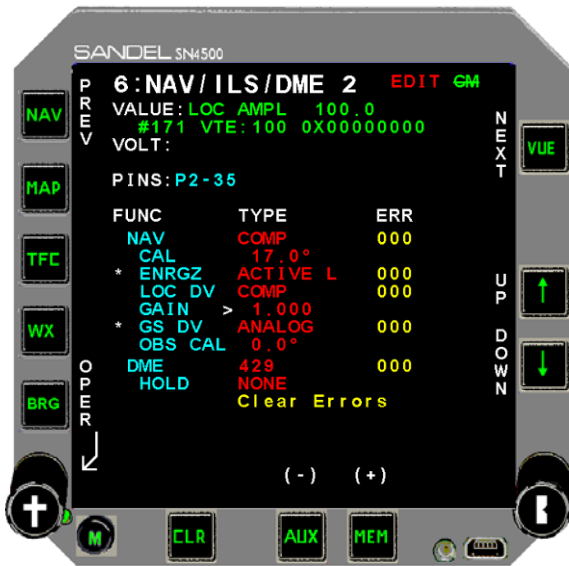 SANDEL SN4500
6:NAV/ILS/DME 2 EDIT GM
VALUE:LOC AMPL 100.0
#171 VTE:100 0X00000000
VOLT:
PINS:P2-35
FUNC TYPE ERR
NAV COMP 000
CAL 17.0°
* ENRGZ ACTIVE L 000
LOC DV COMP 000
GAIN > 1.000
* GS DV ANALOG 000
OBS CAL 0.0°
DME 429 000
HOLD NONE
Clear Errors
(-) (+)
PREV
OPER
NEXT
UP
DOWN
NAV
MAP
TFC
WX
BRG
VUE
↑
↓
M
CLR
AUX
MEM